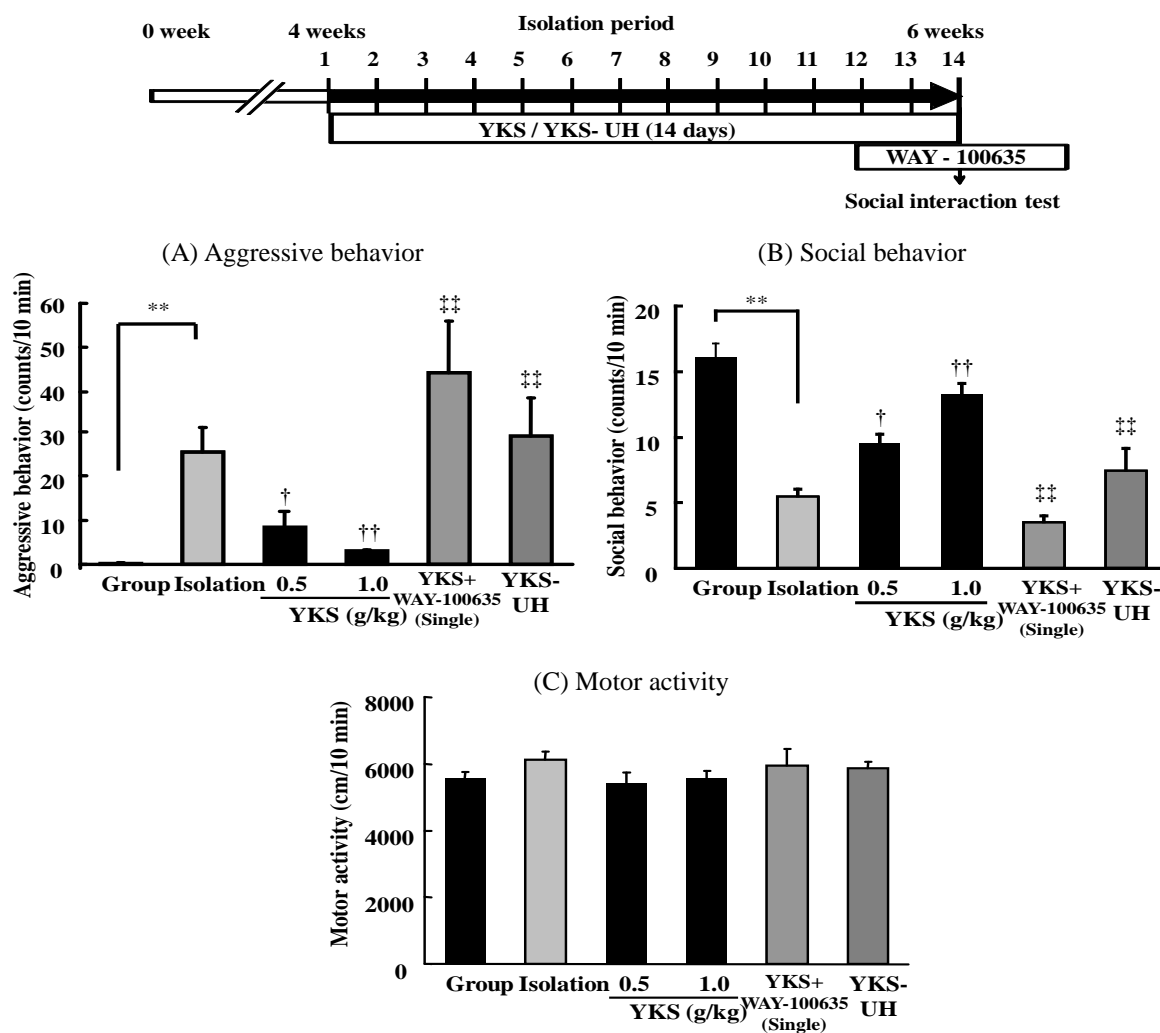 Isolation period
0 week 4 weeks 6 weeks
1 2 3 4 5 6 7 8 9 10 11 12 13 14
YKS / YKS- UH (14 days)
WAY - 100635
Social interaction test
(A) Aggressive behavior
Aggressive behavior (counts/10 min)
60
50
40
30
20
10
0
**
†
††
‡‡
‡‡
Group Isolation 0.5 1.0 YKS+ YKS-
WAY-100635 UH
YKS (g/kg) (Single)
(B) Social behavior
Social behavior (counts/10 min)
20
15
10
5
0
**
†
††
‡‡
‡‡
Group Isolation 0.5 1.0 YKS+ YKS-
WAY-100635 UH
YKS (g/kg) (Single)
(C) Motor activity
Motor activity (cm/10 min)
8000
6000
4000
2000
0
Group Isolation 0.5 1.0 YKS+ YKS-
WAY-100635 UH
YKS (g/kg) (Single)